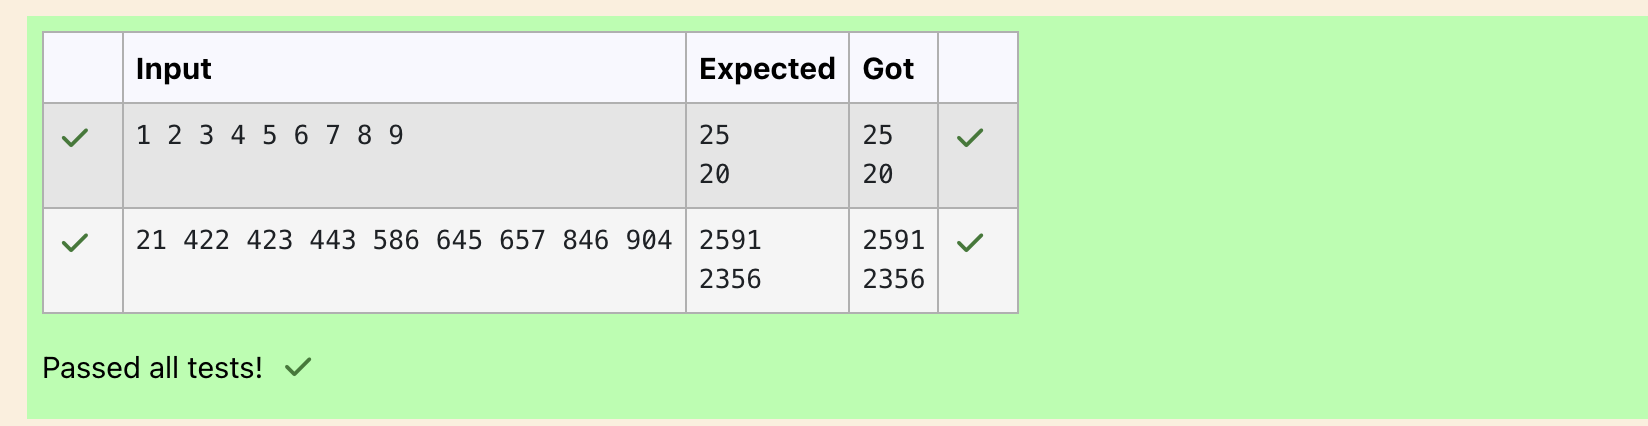 Input Expected Got
1 2 3 4 5 6 7 8 9 25 25
20 20
21 422 423 443 586 645 657 846 904 2591 2591
2356 2356
Passed all tests!